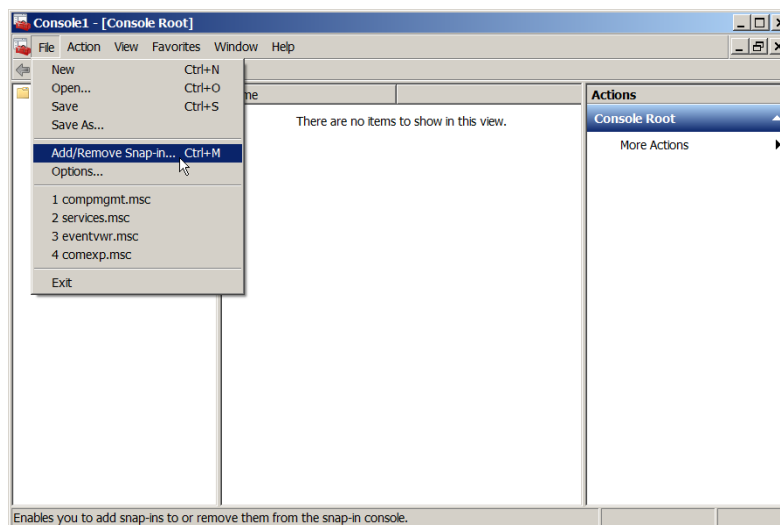 Console1 - [Console Root]
File Action View Favorites Window Help
New Ctrl+N
Open... Ctrl+O
Save Ctrl+S
Save As...
Add/Remove Snap-in... Ctrl+M
Options...
1 compmgmt.msc
2 services.msc
3 eventvwr.msc
4 comexp.msc
Exit
me
There are no items to show in this view.
Actions
Console Root
More Actions
Enables you to add snap-ins to or remove them from the snap-in console.